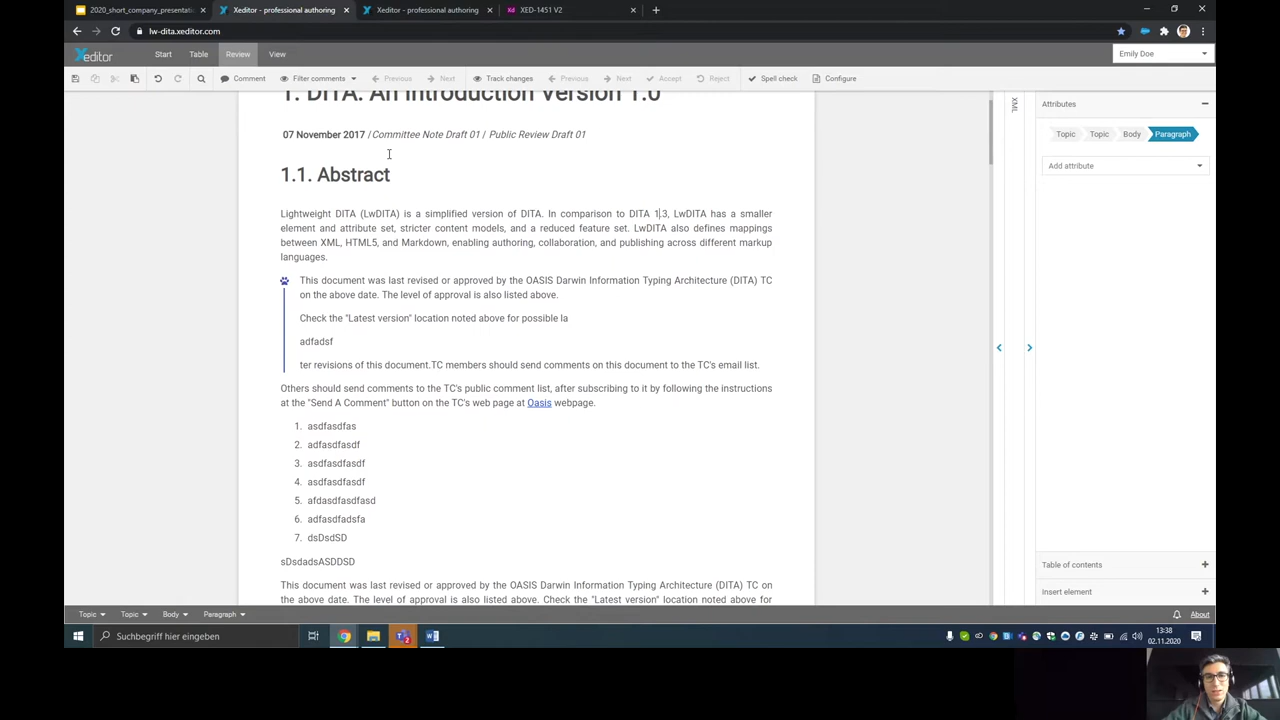 2020_short_company_presentati
Xeditor - professional authoring
Xeditor - professional authoring
XED-1451 V2
lw-dita.xeditor.com
Xeditor
Start
Table
Review
View
Emily Doe
Comment
Filter comments
Previous
Next
Track changes
Previous
Next
Accept
Reject
Spell check
Configure
1. DITA: An Introduction Version 1.0
07 November 2017 / Committee Note Draft 01 / Public Review Draft 01
1.1. Abstract
Lightweight DITA (LwDITA) is a simplified version of DITA. In comparison to DITA 1.3, LwDITA has a smaller
element and attribute set, stricter content models, and a reduced feature set. LwDITA also defines mappings
between XML, HTML5, and Markdown, enabling authoring, collaboration, and publishing across different markup
languages.
This document was last revised or approved by the OASIS Darwin Information Typing Architecture (DITA) TC
on the above date. The level of approval is also listed above.
Check the "Latest version" location noted above for possible la
adfadsf
ter revisions of this document.TC members should send comments on this document to the TC's email list.
Others should send comments to the TC's public comment list, after subscribing to it by following the instructions
at the "Send A Comment" button on the TC's web page at Oasis webpage.
1. asdfasdfas
2. adfasfasdf
3. asdfasdfasdf
4. asdfasdfasdf
5. afdasdfasdfasd
6. adfasfadsfa
7. dsDsdSD
sDsdadsASDDSD
This document was last revised or approved by the OASIS Darwin Information Typing Architecture (DITA) TC on
the above date. The level of approval is also listed above. Check the "Latest version" location noted above for
XML
Attributes
Topic
Topic
Body
Paragraph
Add attribute
Table of contents
Insert element
Topic
Topic
Body
Paragraph
About
Suchbegriff hier eingeben
13:38
02.11.2020